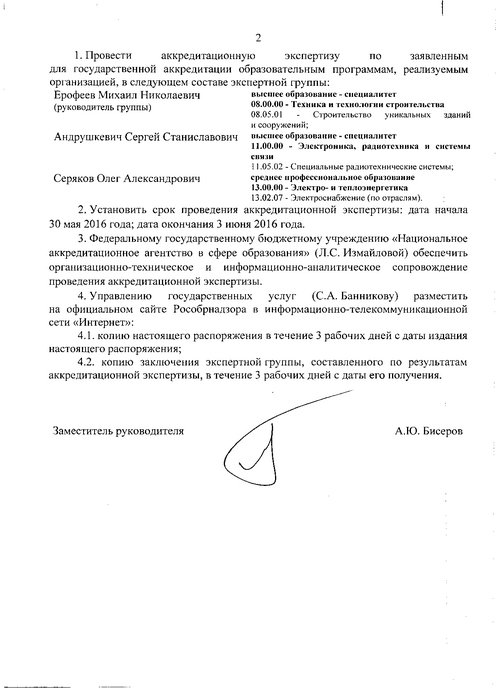 2
1. Провести аккредитационную экспертизу по заявленным
для государственной аккредитации образовательным программам, реализуемым
организацией, в следующем составе экспертной группы:
Ерофеев Михаил Николаевич
(руководитель группы)
высшее образование - специалитет
08.00.00 - Техника и технологии строительства
08.05.01 - Строительство уникальных зданий
и сооружений;
Андрушкевич Сергей Станиславович
высшее образование - специалитет
11.00.00 - Электроника, радиотехника и системы
связи
11.05.02 - Специальные радиотехнические системы;
Серяков Олег Александрович
среднее профессиональное образование
13.00.00 - Электро- и теплоэнергетика
13.02.07 - Электроснабжение (по отраслям).
2. Установить срок проведения аккредитационной экспертизы: дата начала
30 мая 2016 года; дата окончания 3 июня 2016 года.
3. Федеральному государственному бюджетному учреждению «Национальное
аккредитационное агентство в сфере образования» (Л.С. Измайловой) обеспечить
организационно-техническое и информационно-аналитическое сопровождение
проведения аккредитационной экспертизы.
4. Управлению государственных услуг (С.А. Банникову) разместить
на официальном сайте Рособрнадзора в информационно-телекоммуникационной
сети «Интернет»:
4.1. копию настоящего распоряжения в течение 3 рабочих дней с даты издания
настоящего распоряжения;
4.2. копию заключения экспертной группы, составленного по результатам
аккредитационной экспертизы, в течение 3 рабочих дней с даты его получения.
Заместитель руководителя
А.Ю. Бисеров